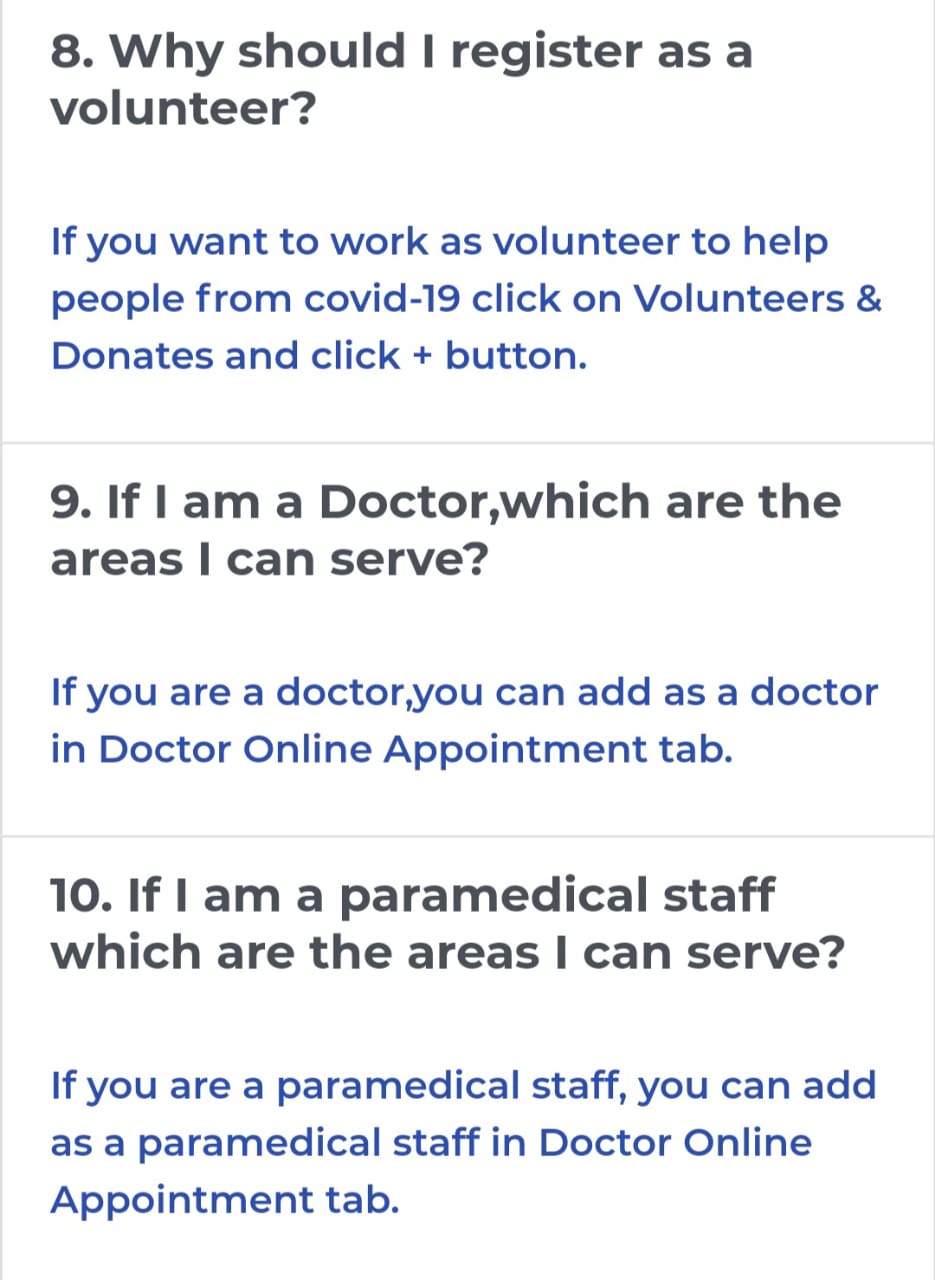 8. Why should I register as a
volunteer?
If you want to work as volunteer to help
people from covid-19 click on Volunteers &
Donates and click + button.
9. If I am a Doctor,which are the
areas I can serve?
If you are a doctor,you can add as a doctor
in Doctor Online Appointment tab.
10. If I am a paramedical staff
which are the areas I can serve?
If you are a paramedical staff, you can add
as a paramedical staff in Doctor Online
Appointment tab.